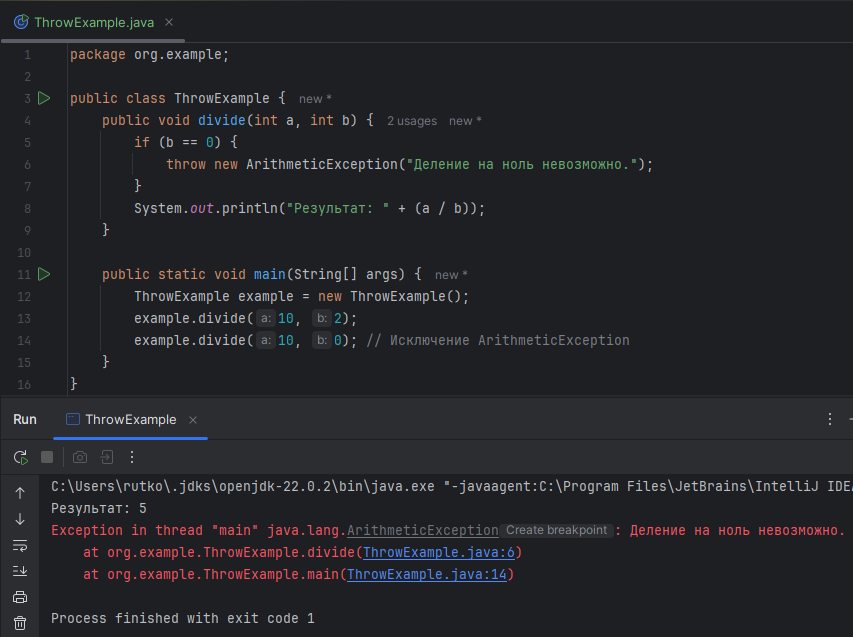 ThrowExample.java
1 package org.example;
2
3 public class ThrowExample { new *
4 public void divide(int a, int b) { 2 usages new *
5 if (b == 0) {
6 throw new ArithmeticException("Деление на ноль невозможно.");
7 }
8 System.out.println("Результат: " + (a / b));
9 }
10
11 public static void main(String[] args) { new *
12 ThrowExample example = new ThrowExample();
13 example.divide( a: 10, b: 2);
14 example.divide( a: 10, b: 0); // Исключение ArithmeticException
15 }
16 }
Run ThrowExample
C:\Users\rutko\.jdks\openjdk-22.0.2\bin\java.exe "-javaagent:C:\Program Files\JetBrains\IntelliJ IDEA
Результат: 5
Exception in thread "main" java.lang.ArithmeticException Create breakpoint : Деление на ноль невозможно.
at org.example.ThrowExample.divide(ThrowExample.java:6)
at org.example.ThrowExample.main(ThrowExample.java:14)
Process finished with exit code 1